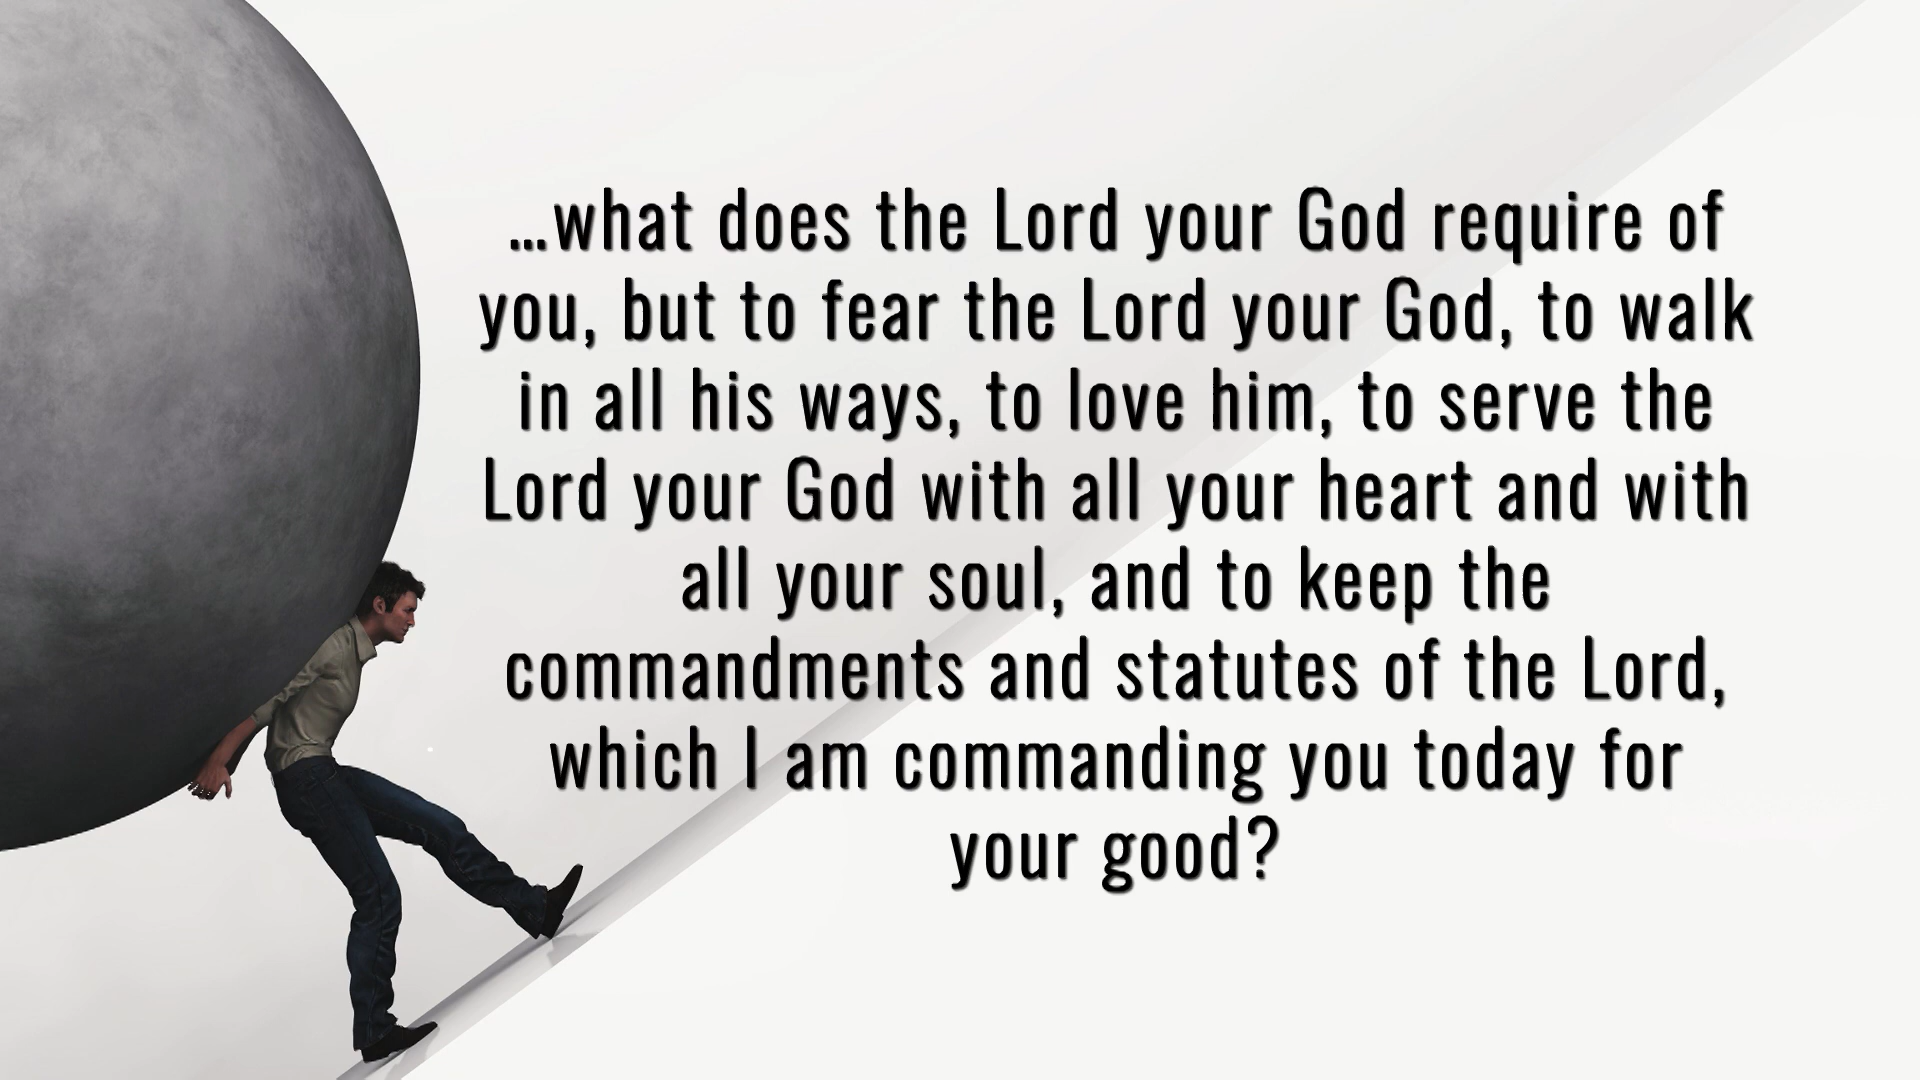 ...what does the Lord your God require of
you, but to fear the Lord your God, to walk
in all his ways, to love him, to serve the
Lord your God with all your heart and with
all your soul, and to keep the
commandments and statutes of the Lord,
which I am commanding you today for
your good?